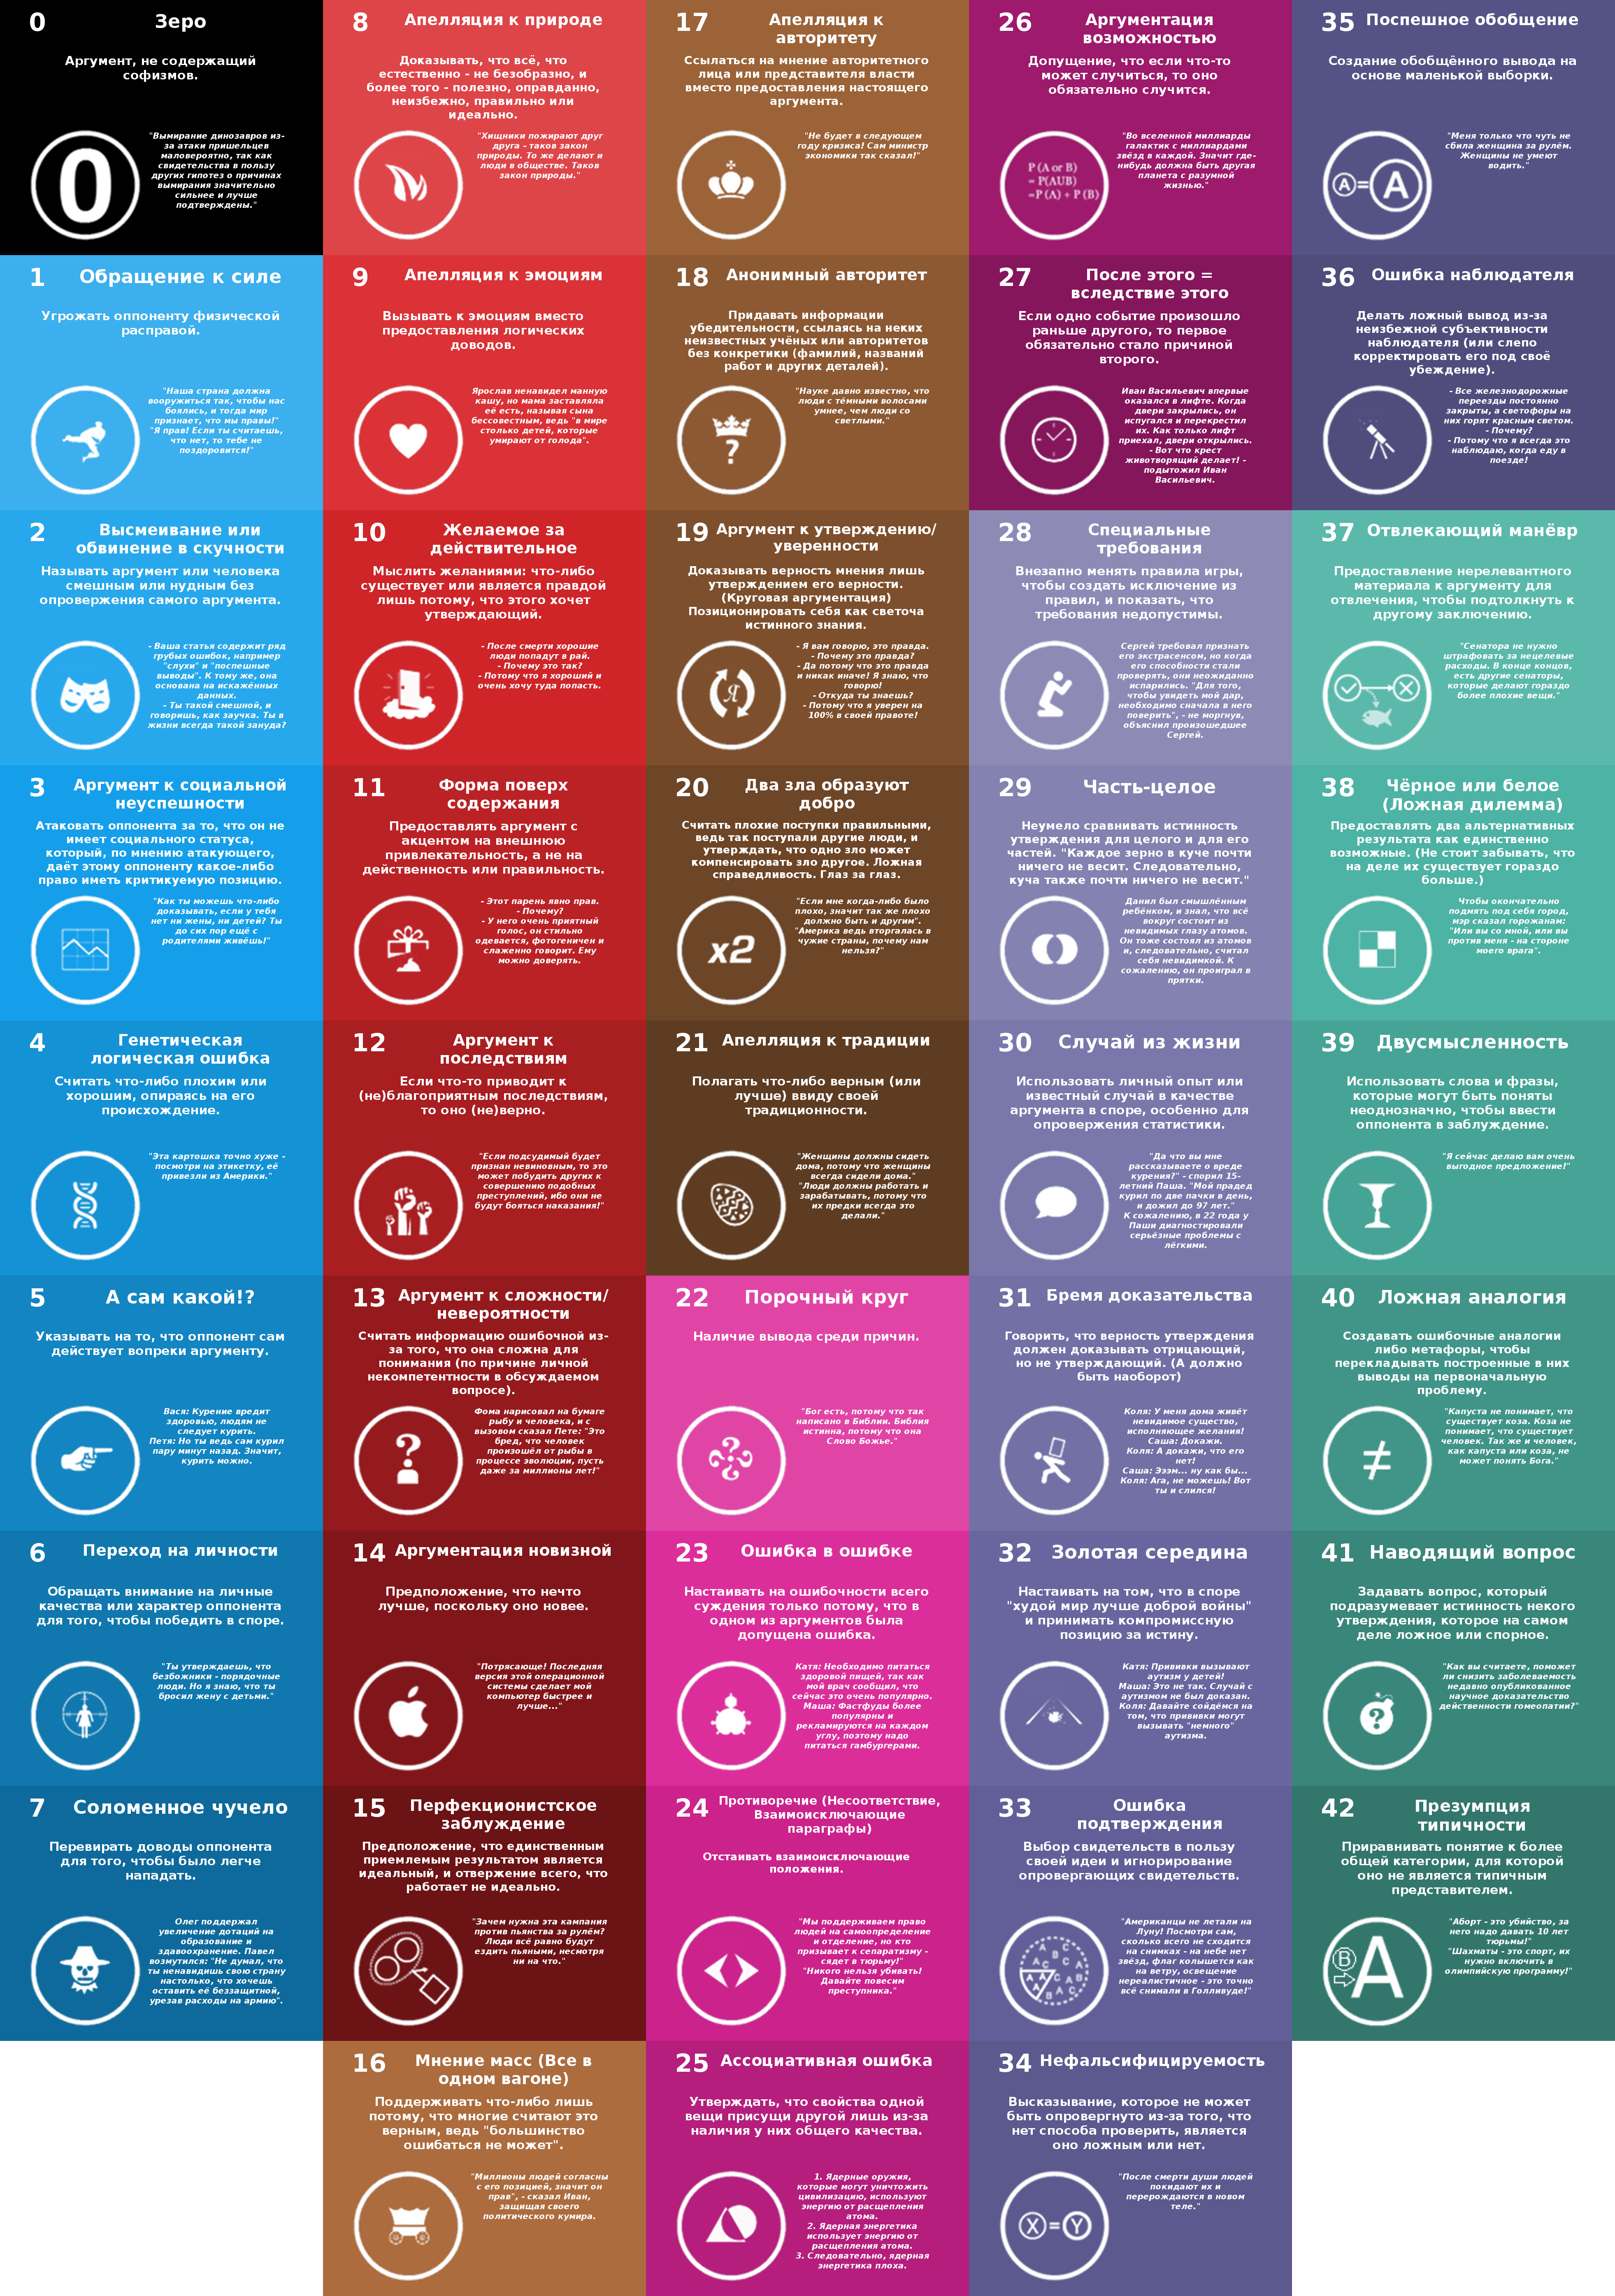 0
Зеро
Аргумент, не содержащий
софизмов.
"Вымирание динозавров из-
за атаки пришельцев
маловероятно, так как
свидетельства в пользу
других гипотез о причинах
вымирания значительно
сильнее и лучше
подтверждены."
1
Обращение к силе
Угрожать оппоненту физической
расправой.
"Наша страна должна
вооружиться так, чтобы нас
боялись, и тогда мир
признает, что мы правы!"
"Я прав! Если ты считаешь,
что нет, то тебе не
поздоровится!"
2
Высмеивание или
обвинение в скучности
Называть аргумент или человека
смешным или нудным без
опровержения самого аргумента.
- Ваша статья содержит ряд
грубых ошибок, например
"слухи" и "поспешные
выводы". К тому же, она
основана на искажённых
данных.
- Ты такой смешной, и
говоришь, как заучка. Ты в
жизни всегда такой зануда?
3
Аргумент к социальной
неуспешности
Атаковать оппонента за то, что он не
имеет социального статуса,
который, по мнению атакующего,
даёт этому оппоненту какое-либо
право иметь критикуемую позицию.
"Как ты можешь что-либо
доказывать, если у тебя
нет ни жены, ни детей? Ты
до сих пор ещё с
родителями живёшь!"
4
Генетическая
логическая ошибка
Считать что-либо плохим или
хорошим, опираясь на его
происхождение.
"Эта картошка точно хуже -
посмотри на этикетку, её
привезли из Америки."
5
А сам какой!?
Указывать на то, что оппонент сам
действует вопреки аргументу.
Вася: Курение вредит
здоровью, людям не
следует курить.
Петя: Но ты ведь сам курил
пару минут назад. Значит,
курить можно.
6
Переход на личности
Обращать внимание на личные
качества или характер оппонента
для того, чтобы победить в споре.
"Ты утверждаешь, что
безбожники - порядочные
люди. Но я знаю, что ты
бросил жену с детьми."
7
Соломенное чучело
Перевирать доводы оппонента
для того, чтобы было легче
нападать.
Олег поддержал
увеличение дотаций на
образование и
здавоохранение. Павел
возмутился: "Не думал, что
ты ненавидишь свою страну
настолько, что хочешь
оставить её беззащитной,
урезав расходы на армию".
8
Апелляция к природе
Доказывать, что всё, что
естественно - не безобразно, и
более того - полезно, оправданно,
неизбежно, правильно или
идеально.
"Хищники пожирают друг
друга - таков закон
природы. То же делают и
люди в обществе. Таков
закон природы."
9
Апелляция к эмоциям
Вызывать к эмоциям вместо
предоставления логических
доводов.
Ярослав ненавидел манную
кашу, но мама заставляла
её есть, называя сына
бессовестным, ведь "в мире
столько детей, которые
умирают от голода".
10
Желаемое за
действительное
Мыслить желаниями: что-либо
существует или является правдой
лишь потому, что этого хочет
утверждающий.
- После смерти хорошие
люди попадут в рай.
- Почему это так?
- Потому что я хороший и
очень хочу туда попасть.
11
Форма поверх
содержания
Предоставлять аргумент с
акцентом на внешнюю
привлекательность, а не на
действенность или правильность.
- Этот парень явно прав.
- Почему?
- У него очень приятный
голос, он стильно
одевается, фотогеничен и
слаженно говорит. Ему
можно доверять.
12
Аргумент к
последствиям
Если что-то приводит к
(не)благоприятным последствиям,
то оно (не)верно.
"Если подсудимый будет
признан невиновным, то это
может побудить других к
совершению подобных
преступлений, ибо они не
будут бояться наказания!"
13
Аргумент к сложности/
невероятности
Считать информацию ошибочной из-
за того, что она сложна для
понимания (по причине личной
некомпетентности в обсуждаемом
вопросе).
Фома нарисовал на бумаге
рыбу и человека, и с
вызовом сказал Пете: "Это
бред, что человек
произошёл от рыбы в
процессе эволюции, пусть
даже за миллионы лет!"
14
Аргументация новизной
Предположение, что нечто
лучше, поскольку оно новее.
"Потрясающе! Последняя
версия этой операционной
системы сделает мой
компьютер быстрее и
лучше..."
15
Перфекционистское
заблуждение
Предположение, что единственным
приемлемым результатом является
идеальный, и отвержение всего, что
работает не идеально.
"Зачем нужна эта кампания
против пьянства за рулём?
Люди всё равно будут
ездить пьяными, несмотря
ни на что."
16
Мнение масс (Все в
одном вагоне)
Поддерживать что-либо лишь
потому, что многие считают это
верным, ведь "большинство
ошибаться не может".
"Миллионы людей согласны
с его позицией, значит он
прав", - сказал Иван,
защищая своего
политического кумира.
17
Апелляция к
авторитету
Ссылаться на мнение авторитетного
лица или представителя власти
вместо предоставления настоящего
аргумента.
"Не будет в следующем
году кризиса! Сам министр
экономики так сказал!"
18
Анонимный авторитет
Придавать информации
убедительности, ссылаясь на неких
неизвестных учёных или авторитетов
без конкретики (фамилий, названий
работ и других деталей).
"Науке давно известно, что
люди с тёмными волосами
умнее, чем люди со
светлыми."
?
19
Аргумент к утверждению/
уверенности
Доказывать верность мнения лишь
утверждением его верности.
(Круговая аргументация)
Позиционировать себя как светоча
истинного знания.
Я
- Я вам говорю, это правда.
- Почему это правда?
- Да потому что это правда
и никак иначе! Я знаю, что
говорю!
- Откуда ты знаешь?
- Потому что я уверен на
100% в своей правоте!
20
Два зла образуют
добро
Считать плохие поступки правильными,
ведь так поступали другие люди, и
утверждать, что одно зло может
компенсировать зло другое. Ложная
справедливость. Глаз за глаз.
x2
"Если мне когда-либо было
плохо, значит так же плохо
должно быть и другим".
"Америка ведь вторгалась в
чужие страны, почему нам
нельзя?"
21
Апелляция к традиции
Полагать что-либо верным (или
лучше) ввиду своей
традиционности.
"Женщины должны сидеть
дома, потому что женщины
всегда сидели дома."
"Люди должны работать и
зарабатывать, потому что
их предки всегда это
делали."
22
Порочный круг
Наличие вывода среди причин.
"Бог есть, потому что так
написано в Библии. Библия
истинна, потому что она
Слово Божье."
23
Ошибка в ошибке
Настаивать на ошибочности всего
суждения только потому, что в
одном из аргументов была
допущена ошибка.
Катя: Необходимо питаться
здоровой пищей, так как
мой врач сообщил, что
сейчас это очень популярно.
Маша: Фастфуды более
популярны и
рекламируются на каждом
углу, поэтому надо
питаться гамбургерами.
24
Противоречие (Несоответствие,
Взаимоисключающие
параграфы)
Отстаивать взаимоисключающие
положения.
"Мы поддерживаем право
людей на самоопределение
и отделение, но кто
призывает к сепаратизму -
сядет в тюрьму!"
"Никого нельзя убивать!
Давайте повесим
преступника."
25
Ассоциативная ошибка
Утверждать, что свойства одной
вещи присущи другой лишь из-за
наличия у них общего качества.
1. Ядерные оружия,
которые могут уничтожить
цивилизацию, используют
энергию от расщепления
атома.
2. Ядерная энергетика
использует энергию от
расщепления атома.
3. Следовательно, ядерная
энергетика плоха.
26
Аргументация
возможностью
Допущение, что если что-то
может случиться, то оно
обязательно случится.
P (A or B)
= P(AUB)
=P (A) + P (B)
"Во вселенной миллиарды
галактик с миллиардами
звёзд в каждой. Значит где-
нибудь должна быть другая
планета с разумной
жизнью."
27
После этого =
вследствие этого
Если одно событие произошло
раньше другого, то первое
обязательно стало причиной
второго.
Иван Васильевич впервые
оказался в лифте. Когда
двери закрылись, он
испугался и перекрестил
их. Как только лифт
приехал, двери открылись.
- Вот что крест
животворящий делает! -
подытожил Иван
Васильевич.
28
Специальные
требования
Внезапно менять правила игры,
чтобы создать исключение из
правил, и показать, что
требования недопустимы.
Сергей требовал признать
его экстрасенсом, но когда
его способности стали
проверять, они неожиданно
испарились. "Для того,
чтобы увидеть мой дар,
необходимо сначала в него
поверить", - не моргнув,
объяснил произошедшее
Сергей.
29
Часть-целое
Неумело сравнивать истинность
утверждения для целого и для его
частей. "Каждое зерно в куче почти
ничего не весит. Следовательно,
куча также почти ничего не весит."
Данил был смышлённым
ребёнком, и знал, что всё
вокруг состоит из
невидимых глазу атомов.
Он тоже состоял из атомов
и, следовательно, считал
себя невидимкой. К
сожалению, он проиграл в
прятки.
30
Случай из жизни
Использовать личный опыт или
известный случай в качестве
аргумента в споре, особенно для
опровержения статистики.
"Да что вы мне
рассказываете о вреде
курения?" - спорил 15-
летний Паша. "Мой прадед
курил по две пачки в день,
и дожил до 97 лет."
К сожалению, в 22 года у
Паши диагностировали
серьёзные проблемы с
лёгкими.
31
Бремя доказательства
Говорить, что верность утверждения
должен доказывать отрицающий,
но не утверждающий. (А должно
быть наоборот)
Коля: У меня дома живёт
невидимое существо,
исполняющее желания!
Саша: Докажи.
Коля: А докажи, что его
нет!
Саша: Эээм... ну как бы...
Коля: Ага, не можешь! Вот
ты и слился!
32
Золотая середина
Настаивать на том, что в споре
"худой мир лучше доброй войны"
и принимать компромиссную
позицию за истину.
Катя: Прививки вызывают
аутизм у детей!
Маша: Это не так. Случай с
аутизмом не был доказан.
Коля: Давайте сойдёмся на
том, что прививки могут
вызывать "немного"
аутизма.
33
Ошибка
подтверждения
Выбор свидетельств в пользу
своей идеи и игнорирование
опровергающих свидетельств.
"Американцы не летали на
Луну! Посмотри сам,
сколько всего не сходится
на снимках - на небе нет
звёзд, флаг колышется как
на ветру, освещение
нереалистичное - это точно
всё снимали в Голливуде!"
34
Нефальсифицируемость
Высказывание, которое не может
быть опровергнуто из-за того, что
нет способа проверить, является
оно ложным или нет.
X=Y
"После смерти души людей
покидают их и
перерождаются в новом
теле."
35
Поспешное обобщение
Создание обобщённого вывода на
основе маленькой выборки.
A=A
"Меня только что чуть не
сбила женщина за рулём.
Женщины не умеют
водить."
36
Ошибка наблюдателя
Делать ложный вывод из-за
неизбежной субъективности
наблюдателя (или слепо
корректировать его под своё
убеждение).
- Все железнодорожные
переезды постоянно
закрыты, а светофоры на
них горят красным светом.
- Почему?
- Потому что я всегда это
наблюдаю, когда еду в
поезде!
37
Отвлекающий манёвр
Предоставление нерелевантного
материала к аргументу для
отвлечения, чтобы подтолкнуть к
другому заключению.
"Сенатора не нужно
штрафовать за нецелевые
расходы. В конце концов,
есть другие сенаторы,
которые делают гораздо
более плохие вещи."
38
Чёрное или белое
(Ложная дилемма)
Предоставлять два альтернативных
результата как единственно
возможные. (Не стоит забывать, что
на деле их существует гораздо
больше.)
Чтобы окончательно
поднять под себя город,
мэр сказал горожанам:
"Или вы со мной, или вы
против меня - на стороне
моего врага".
39
Двусмысленность
Использовать слова и фразы,
которые могут быть поняты
неоднозначно, чтобы ввести
оппонента в заблуждение.
"Я сейчас делаю вам очень
выгодное предложение!"
40
Ложная аналогия
Создавать ошибочные аналогии
либо метафоры, чтобы
перекладывать построенные в них
выводы на первоначальную
проблему.
"Капуста не понимает, что
существует коза. Коза не
понимает, что существует
человек. Так же и человек,
как капуста или коза, не
может понять Бога."
41
Наводящий вопрос
Задавать вопрос, который
подразумевает истинность некого
утверждения, которое на самом
деле ложное или спорное.
"Как вы считаете, поможет
ли снизить заболеваемость
недавно опубликованное
научное доказательство
действенности гомеопатии?"
42
Презумпция
типичности
Приравнивать понятие к более
общей категории, для которой
оно не является типичным
представителем.
B
A
"Аборт - это убийство, за
него надо давать 10 лет
тюрьмы!"
"Шахматы - это спорт, их
нужно включить в
олимпийскую программу!"